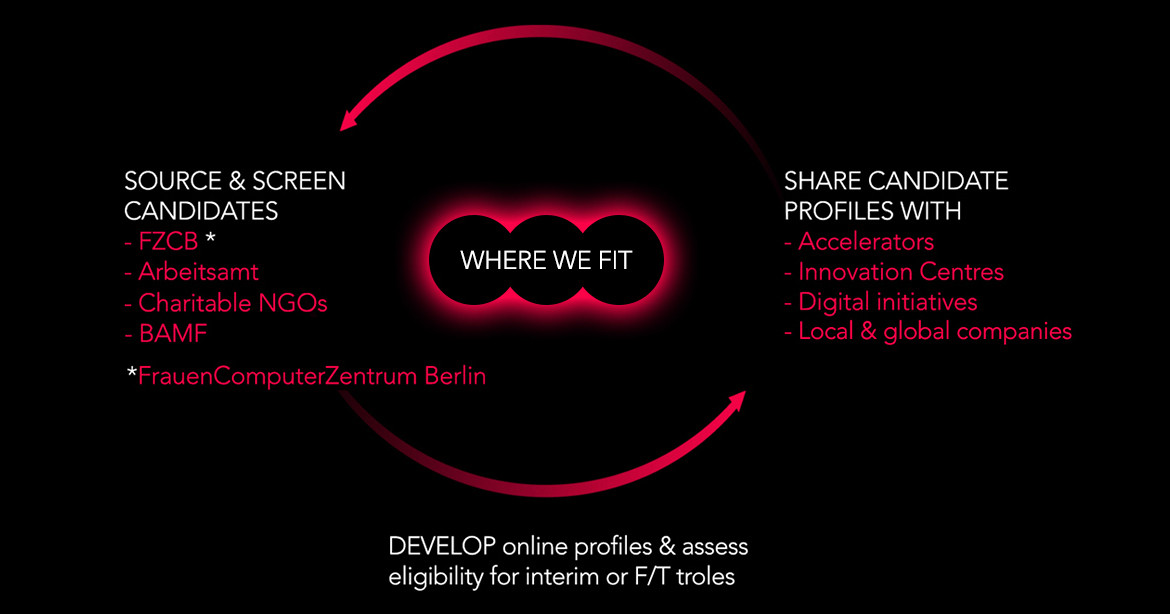 SOURCE & SCREEN
CANDIDATES
- FZCB *
- Arbeitsamt
- Charitable NGOs
- BAMF
*FrauenComputerZentrum Berlin
WHERE WE FIT
SHARE CANDIDATE
PROFILES WITH
- Accelerators
- Innovation Centres
- Digital initiatives
- Local & global companies
DEVELOP online profiles & assess
eligibility for interim or F/T troles